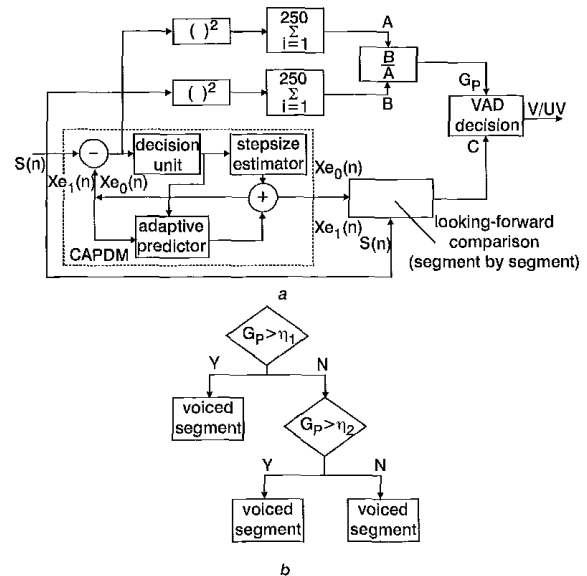 ( )²
250
Σ
i=1
A
( )²
250
Σ
i=1
B
B
A
G_P
VAD
decision
V/UV
C
S(n)
−
decision
unit
stepsize
estimator
Xe₁(n)
Xe₀(n)
+
Xe₀(n)
Xe₁(n)
S(n)
adaptive
predictor
CAPDM
looking-forward
comparison
(segment by segment)
a
G_P>η₁
Y
N
voiced
segment
G_P>η₂
Y
N
voiced
segment
voiced
segment
b